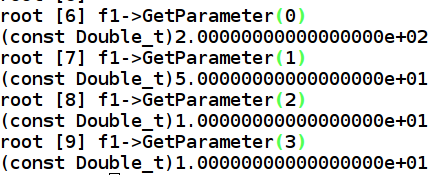 root [6] f1->GetParameter(0)
(const Double_t)2.00000000000000000e+02
root [7] f1->GetParameter(1)
(const Double_t)5.00000000000000000e+01
root [8] f1->GetParameter(2)
(const Double_t)1.00000000000000000e+01
root [9] f1->GetParameter(3)
(const Double_t)1.00000000000000000e+01